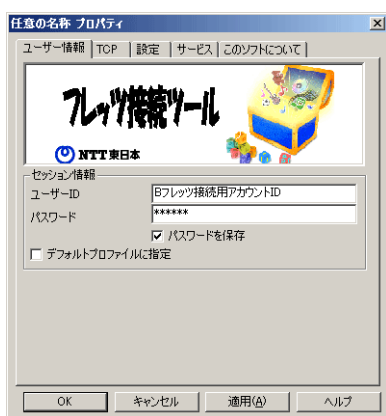 任意の名称 プロパティ
ユーザー情報 TCP 設定 サービス このソフトについて
フレッツ接続ツール
NTT東日本
セッション情報
ユーザーID Bフレッツ接続用アカウントID
パスワード ******
パスワードを保存
デフォルトプロファイルに指定
OK キャンセル 適用(A) ヘルプ